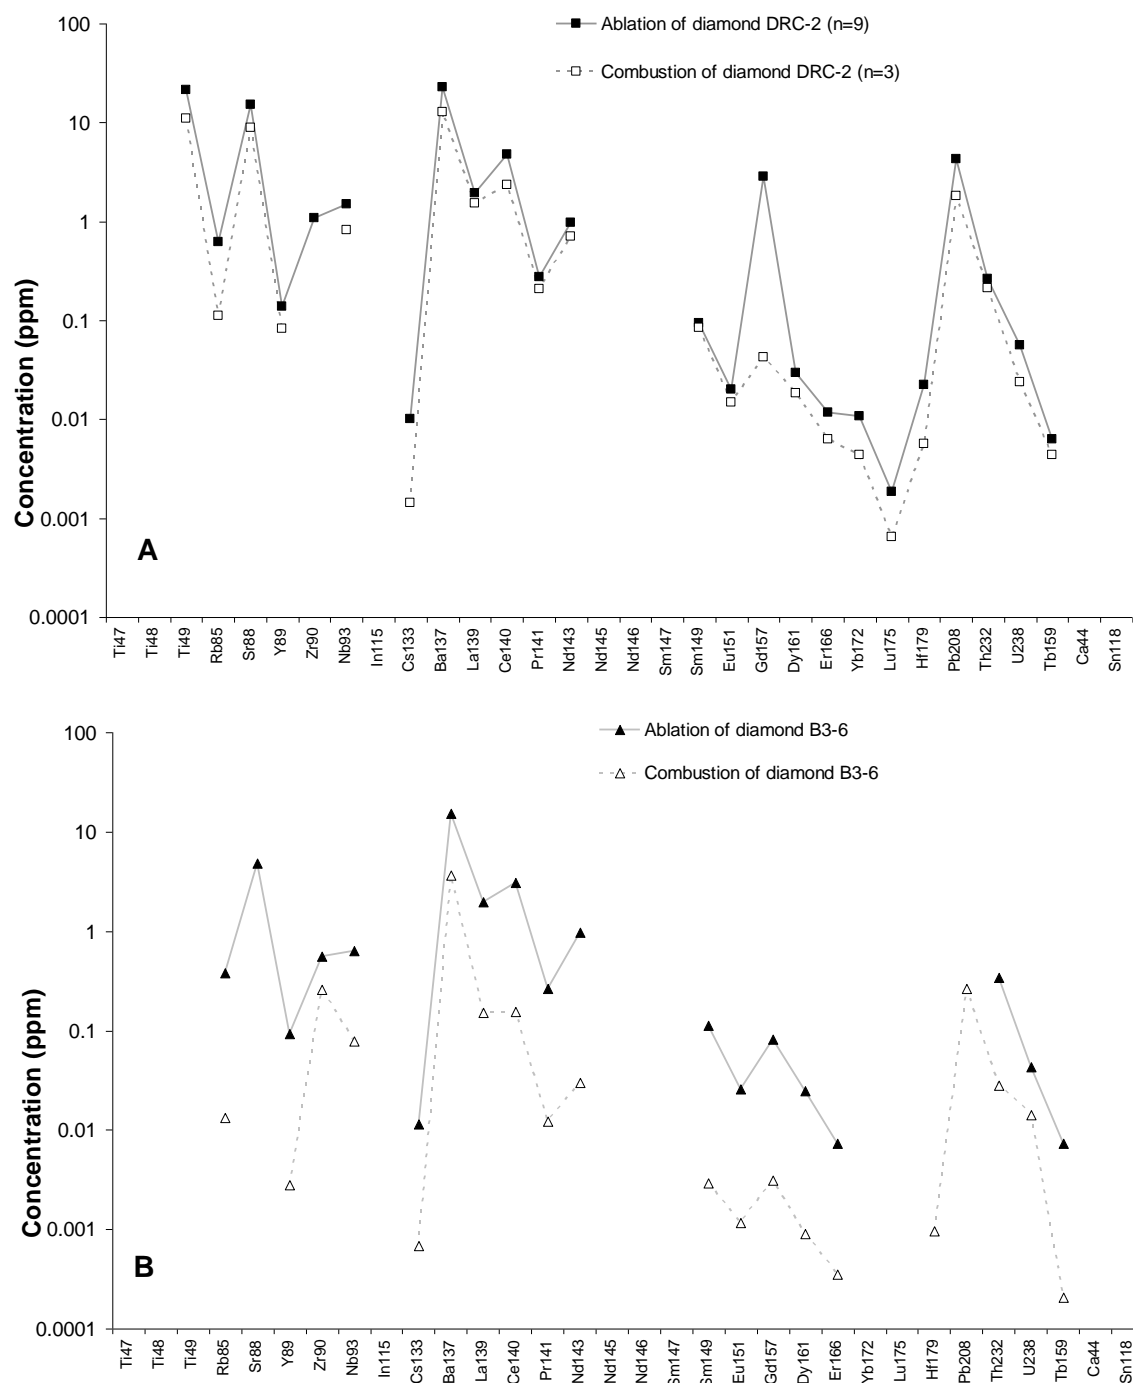 100
10
1
0.1
0.01
0.001
0.0001
Concentration (ppm)
Ablation of diamond DRC-2 (n=9)
Combustion of diamond DRC-2 (n=3)
A
Ti47 Ti48 Ti49 Rb85 Sr88 Y89 Zr90 Nb93 In115 Cs133 Ba137 La139 Ce140 Pr141 Nd143 Nd145 Nd146 Sm147 Sm149 Eu151 Gd157 Dy161 Er166 Yb172 Lu175 Hf179 Pb208 Th232 U238 Tb159 Ca44 Sn118
100
10
1
0.1
0.01
0.001
0.0001
Concentration (ppm)
Ablation of diamond B3-6
Combustion of diamond B3-6
B
Ti47 Ti48 Ti49 Rb85 Sr88 Y89 Zr90 Nb93 In115 Cs133 Ba137 La139 Ce140 Pr141 Nd143 Nd145 Nd146 Sm147 Sm149 Eu151 Gd157 Dy161 Er166 Yb172 Lu175 Hf179 Pb208 Th232 U238 Tb159 Ca44 Sn118